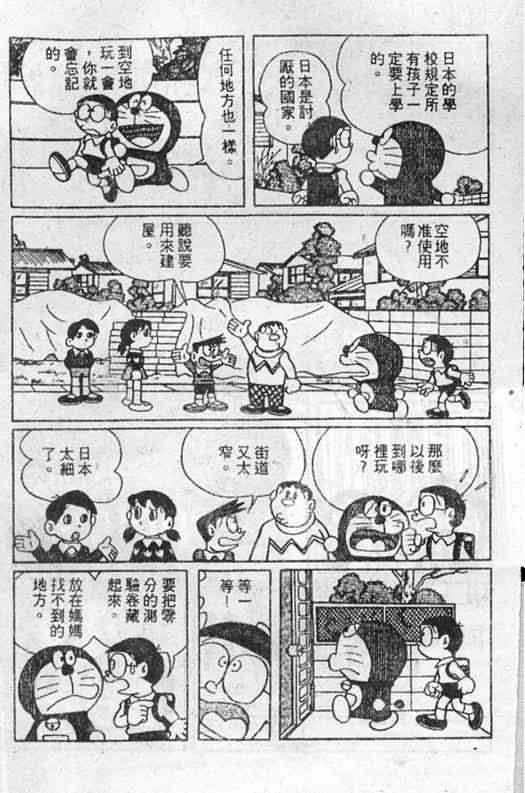 日本的學
校規定所
有孩子一
定要上學
的。
日本是討
厭的國家。
任何地方也一樣。
到空地
玩一會
，你就
會忘記
的。
空地不
准使用
嗎?
聽說要
用來建
屋。
那麼
以後
到哪
裡玩
呀?
街道
又太
窄。
日本
太細
了。
等一
等!
要把零
分的測
驗卷藏
起來。
放在媽媽
找不到的
地方。